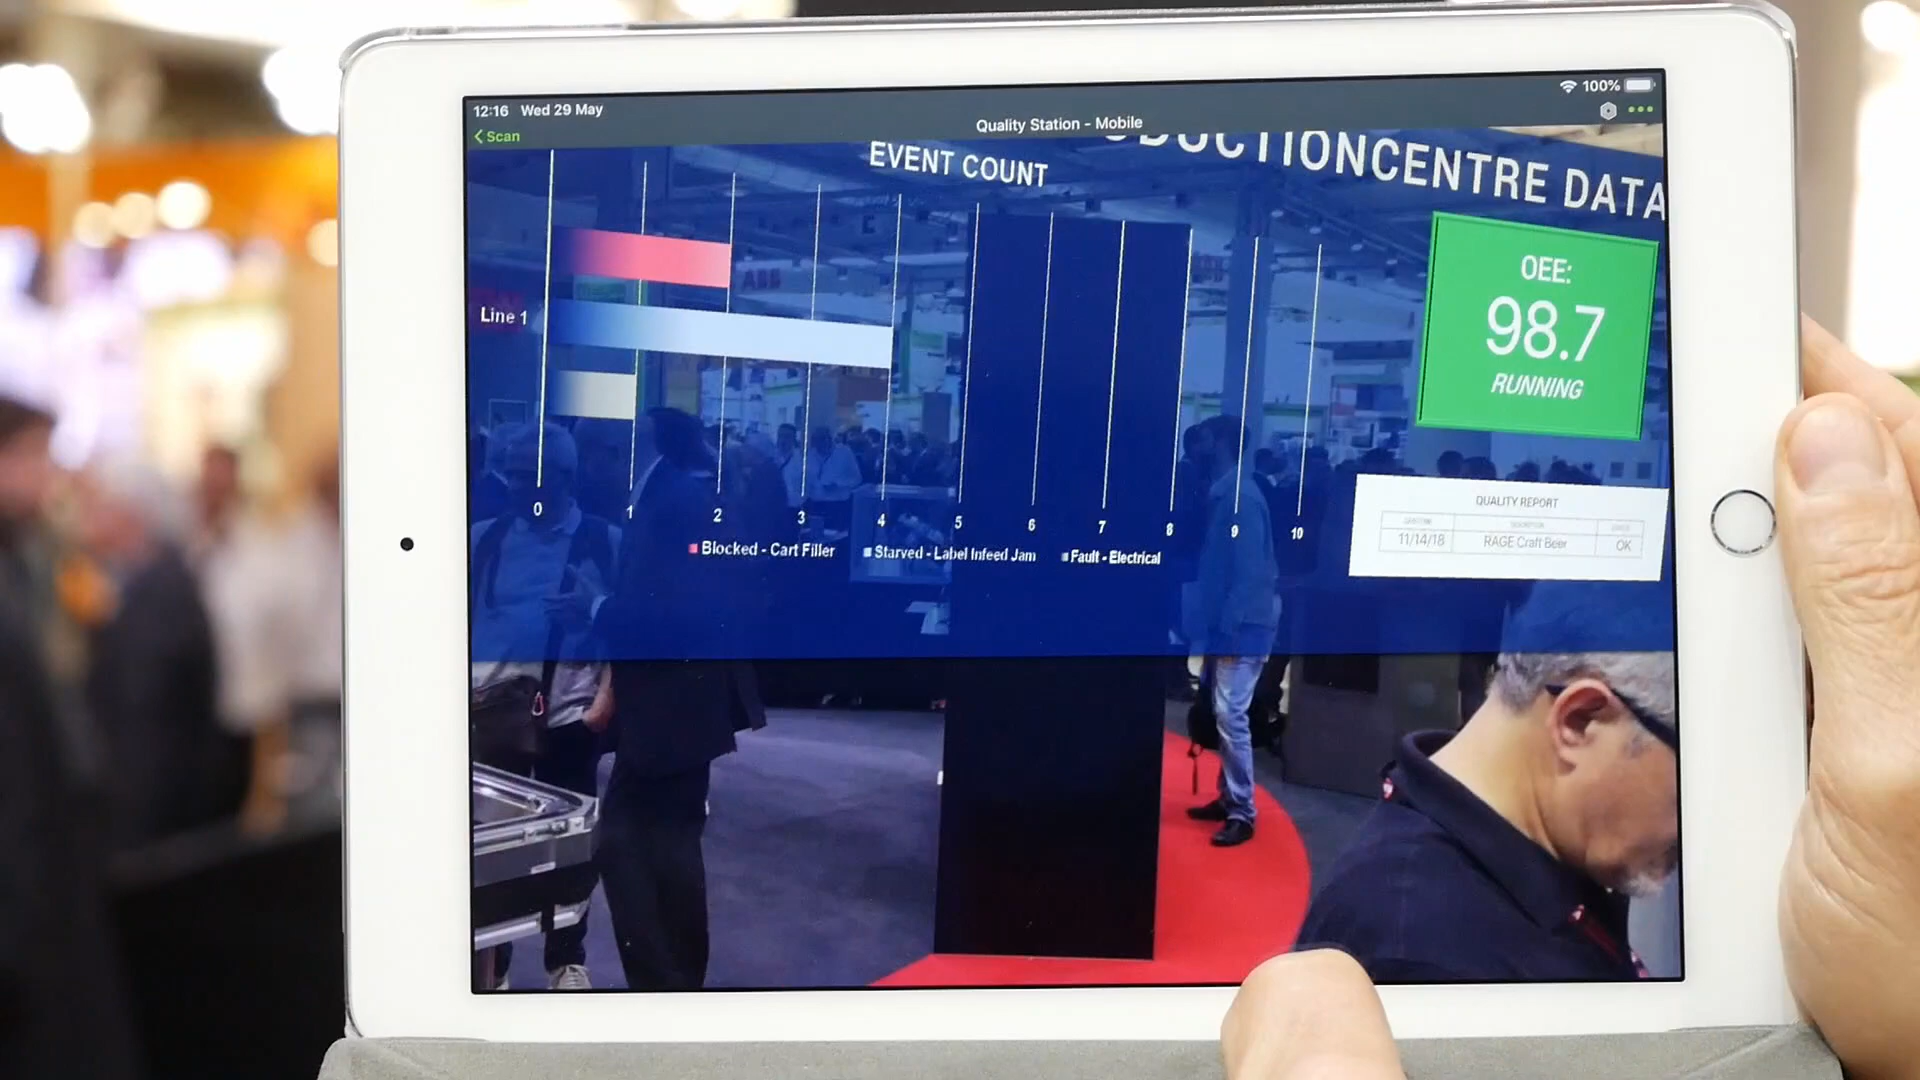 12:16 Wed 29 May
100%
Scan
Quality Station - Mobile
EVENT COUNT
DUCTIONCENTRE DATA
OEE:
98.7
RUNNING
ABB
Line 1
0 1 2 3 4 5 6 7 8 9 10
Blocked - Cart Filler Starved - Label Infeed Jam Fault - Electrical
QUALITY REPORT
11/14/18 RAGE Craft Beer OK